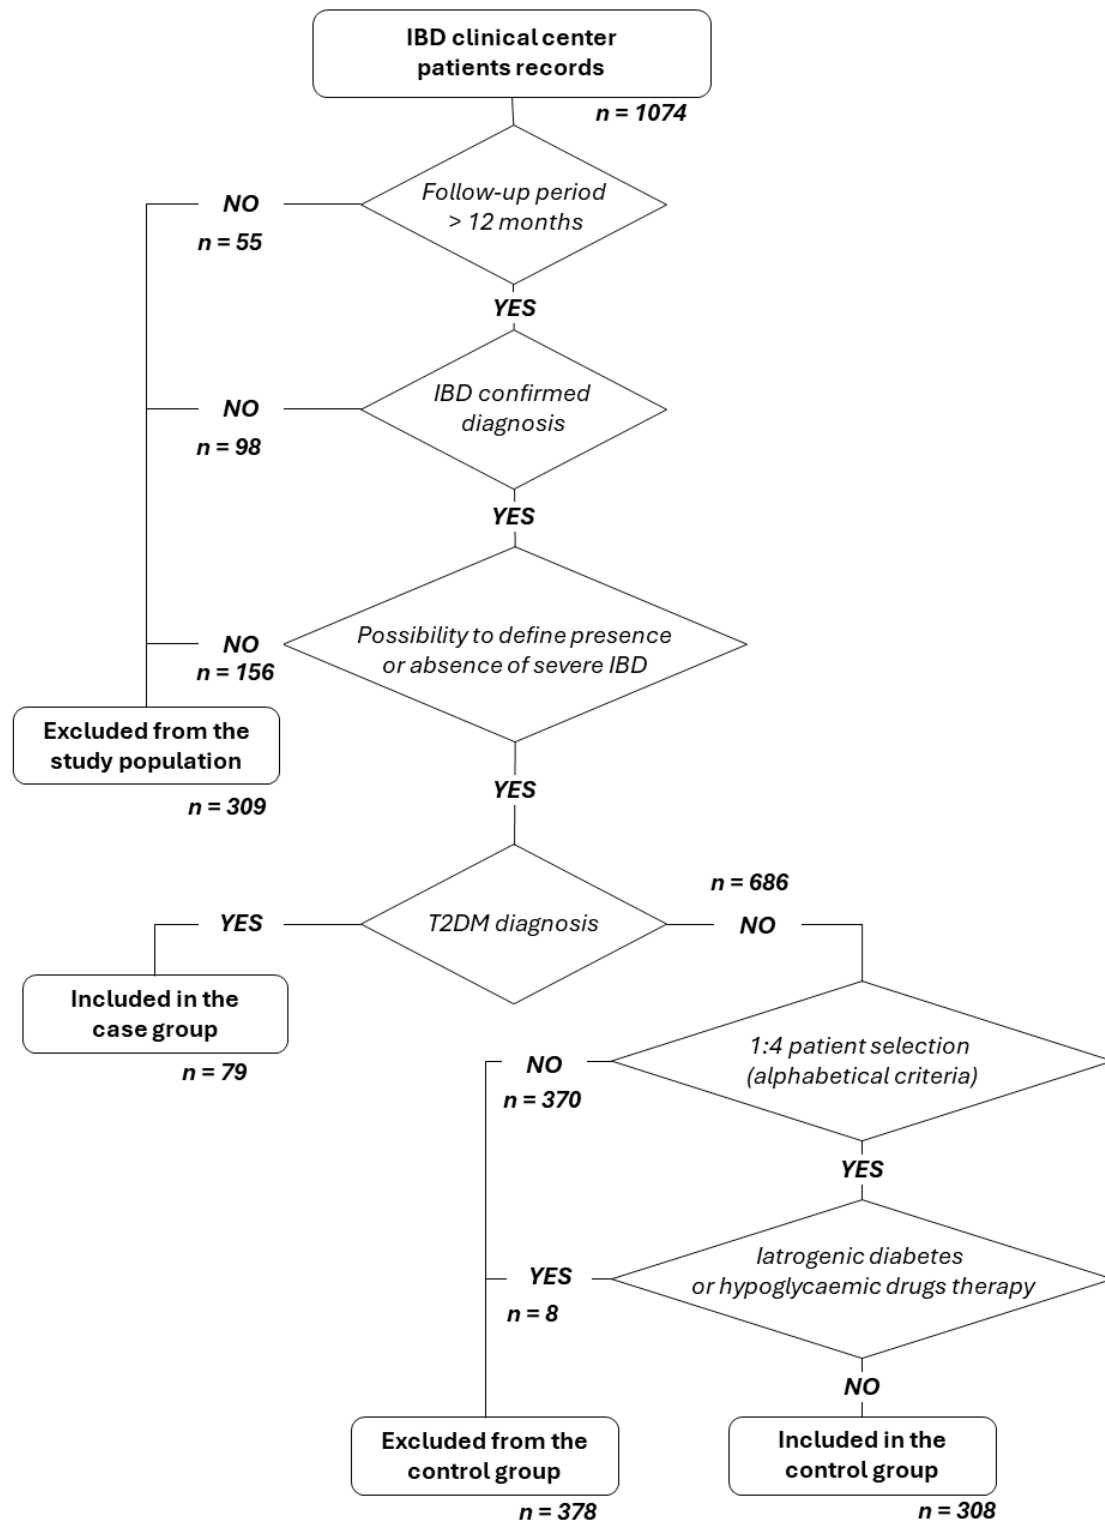 IBD clinical center
patients records
n = 1074
Follow-up period
> 12 months
NO
n = 55
YES
IBD confirmed
diagnosis
NO
n = 98
YES
Possibility to define presence
or absence of severe IBD
NO
n = 156
Excluded from the
study population
n = 309
YES
T2DM diagnosis
YES
n = 686
NO
Included in the
case group
n = 79
1:4 patient selection
(alphabetical criteria)
NO
n = 370
YES
Iatrogenic diabetes
or hypoglycaemic drugs therapy
YES
n = 8
NO
Excluded from the
control group
n = 378
Included in the
control group
n = 308